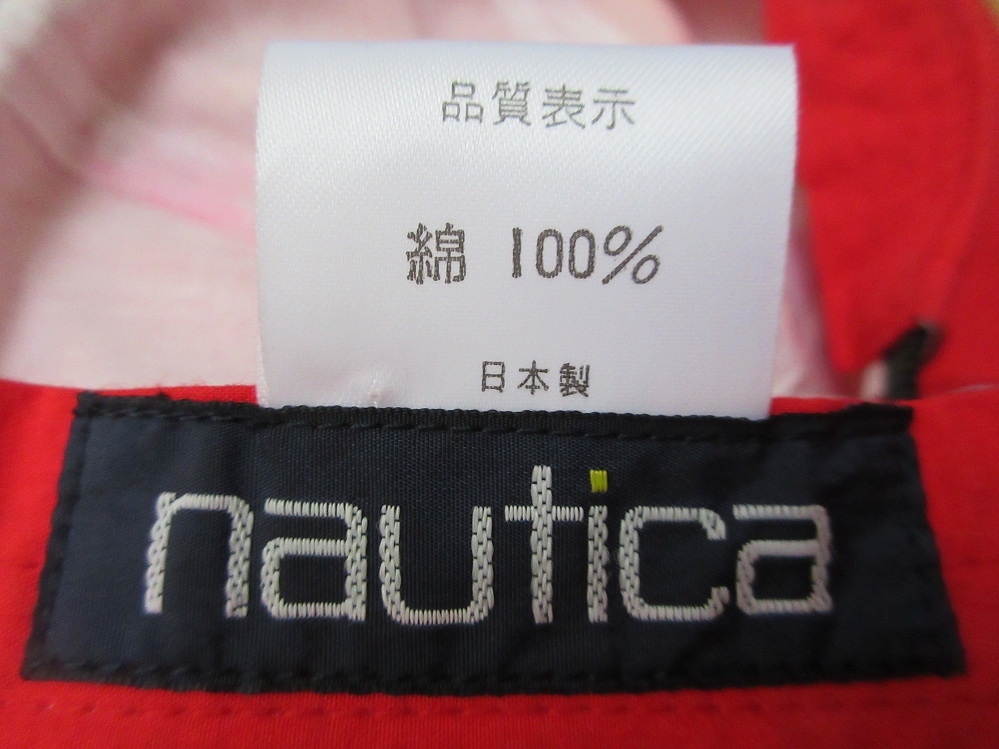 品質表示
綿 100%
日本製
nautica